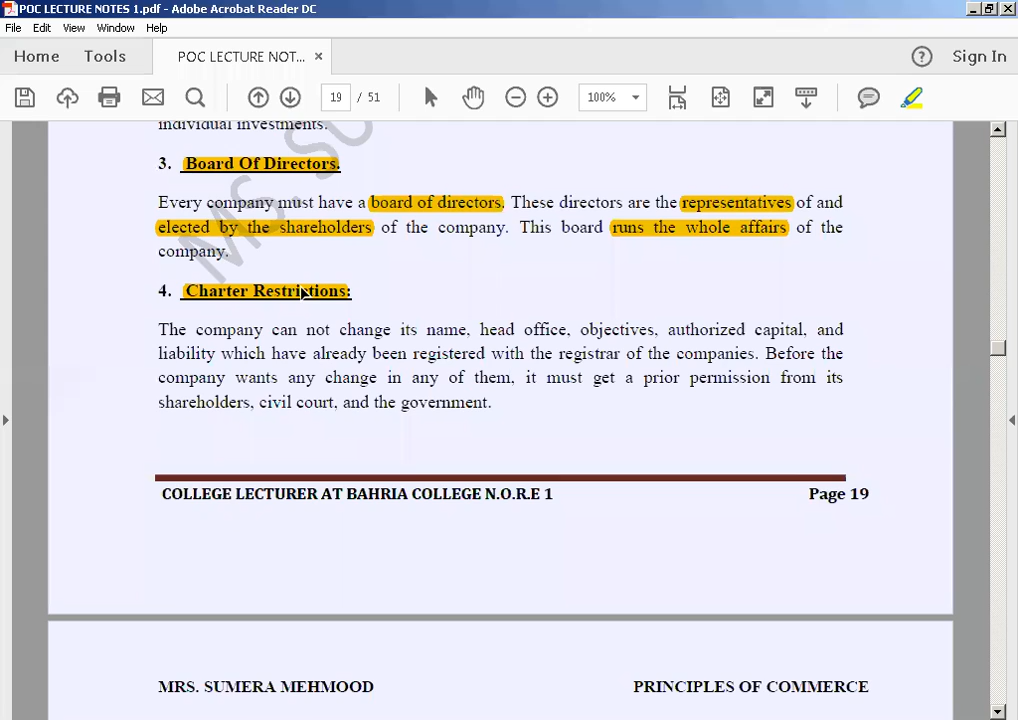 POC LECTURE NOTES 1.pdf - Adobe Acrobat Reader DC
File Edit View Window Help
Home Tools POC LECTURE NOT... × Sign In
19 / 51 100%
individual investments.
MS. SU
3. Board Of Directors.
Every company must have a board of directors. These directors are the representatives of and
elected by the shareholders of the company. This board runs the whole affairs of the
company.
4. Charter Restrictions:
The company can not change its name, head office, objectives, authorized capital, and
liability which have already been registered with the registrar of the companies. Before the
company wants any change in any of them, it must get a prior permission from its
shareholders, civil court, and the government.
COLLEGE LECTURER AT BAHRIA COLLEGE N.O.R.E 1 Page 19
MRS. SUMERA MEHMOOD PRINCIPLES OF COMMERCE